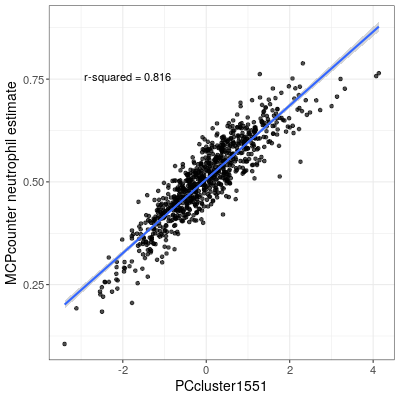 r-squared = 0.816
MCPcounter neutrophil estimate
0.75
0.50
0.25
-2 0 2 4
PCcluster1551